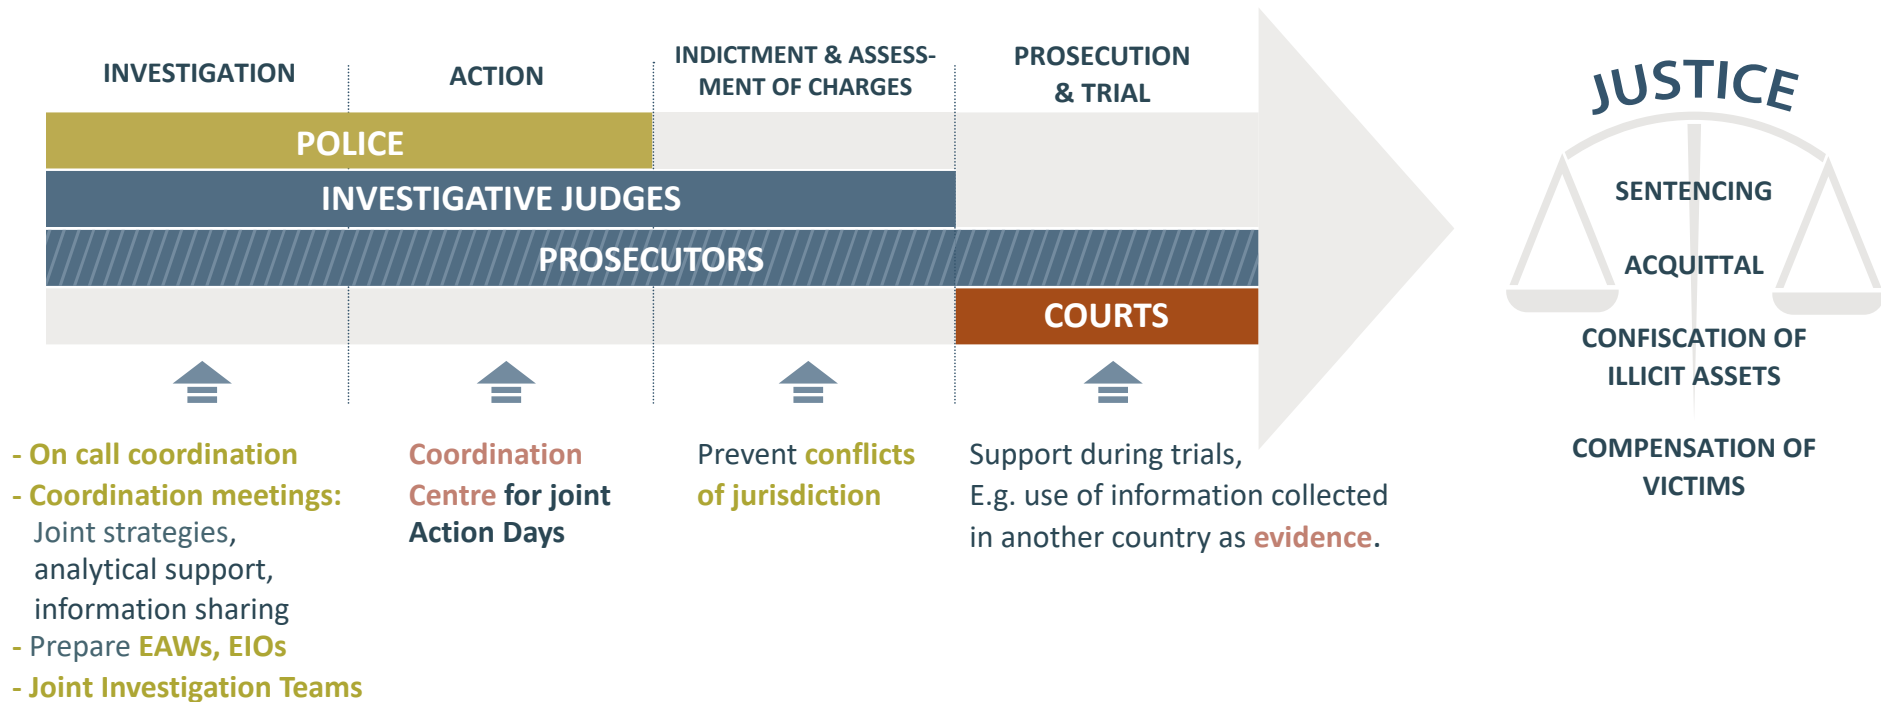 INVESTIGATION
ACTION
INDICTMENT & ASSESS-
MENT OF CHARGES
PROSECUTION
& TRIAL
POLICE
INVESTIGATIVE JUDGES
PROSECUTORS
COURTS
- On call coordination
- Coordination meetings:
Joint strategies,
analytical support,
information sharing
- Prepare EAWs, EIOs
- Joint Investigation Teams
Coordination
Centre for joint
Action Days
Prevent conflicts
of jurisdiction
Support during trials,
E.g. use of information collected
in another country as evidence.
JUSTICE
SENTENCING
ACQUITTAL
CONFISCATION OF
ILLICIT ASSETS
COMPENSATION OF
VICTIMS